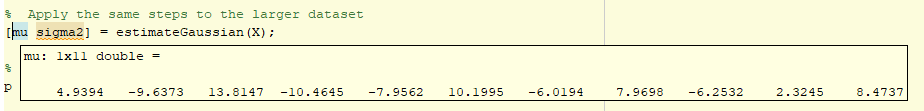 %  Apply the same steps to the larger dataset
[mu sigma2] = estimateGaussian(X);
mu: 1x11 double =
%
p
4.9394   -9.6373   13.8147  -10.4645   -7.9562   10.1995   -6.0194    7.9698   -6.2532    2.3245    8.4737